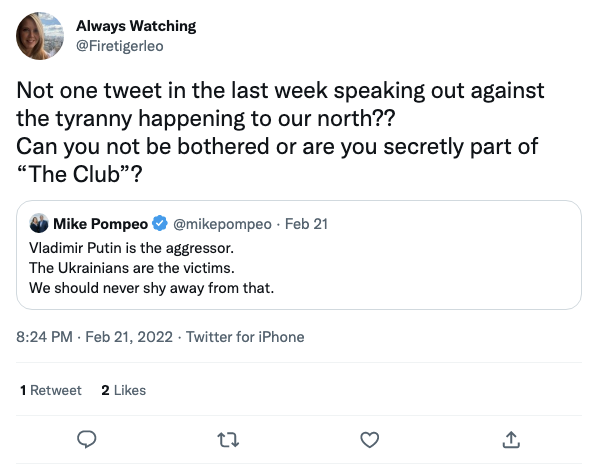 Always Watching
@Firetigerleo
Not one tweet in the last week speaking out against
the tyranny happening to our north??
Can you not be bothered or are you secretly part of
“The Club”?
Mike Pompeo @mikepompeo · Feb 21
Vladimir Putin is the aggressor.
The Ukrainians are the victims.
We should never shy away from that.
8:24 PM · Feb 21, 2022 · Twitter for iPhone
1 Retweet 2 Likes